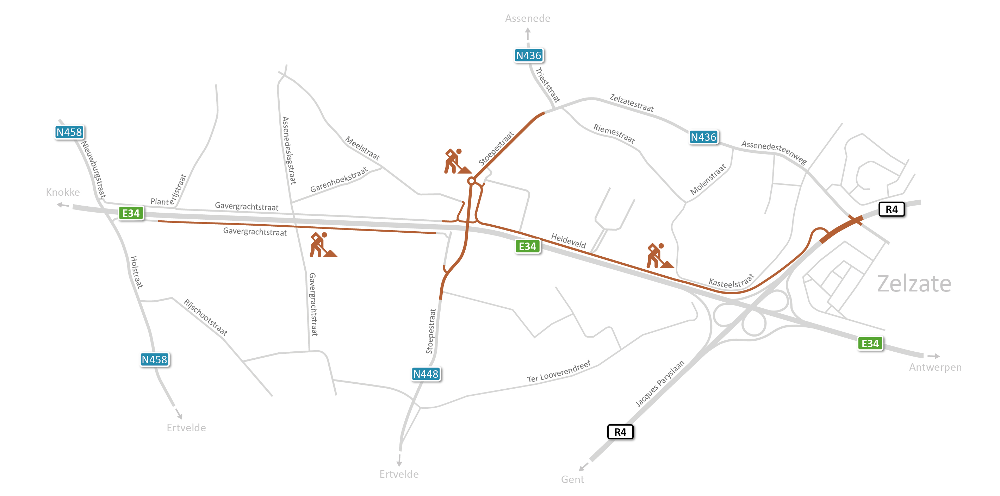 Assenede
N436
Trieststraat
Zelzatestraat
N458
Nieuwburgstraat
Assenedeslagstraat
Meelstraat
Stoepestraat
Riemestraat
N436
Assenedesteenweg
Garenhoekstraat
Molenstraat
Knokke
Planterijstraat
Gavergrachtstraat
E34
R4
Gavergrachtstraat
Heideveld
E34
Holstraat
Gavergrachtstraat
Kasteelstraat
Zelzate
Rijschootstraat
Stoepestraat
E34
N458
N448
Ter Looverendreef
Jacques Paryslaan
Antwerpen
Ertvelde
R4
Ertvelde
Gent